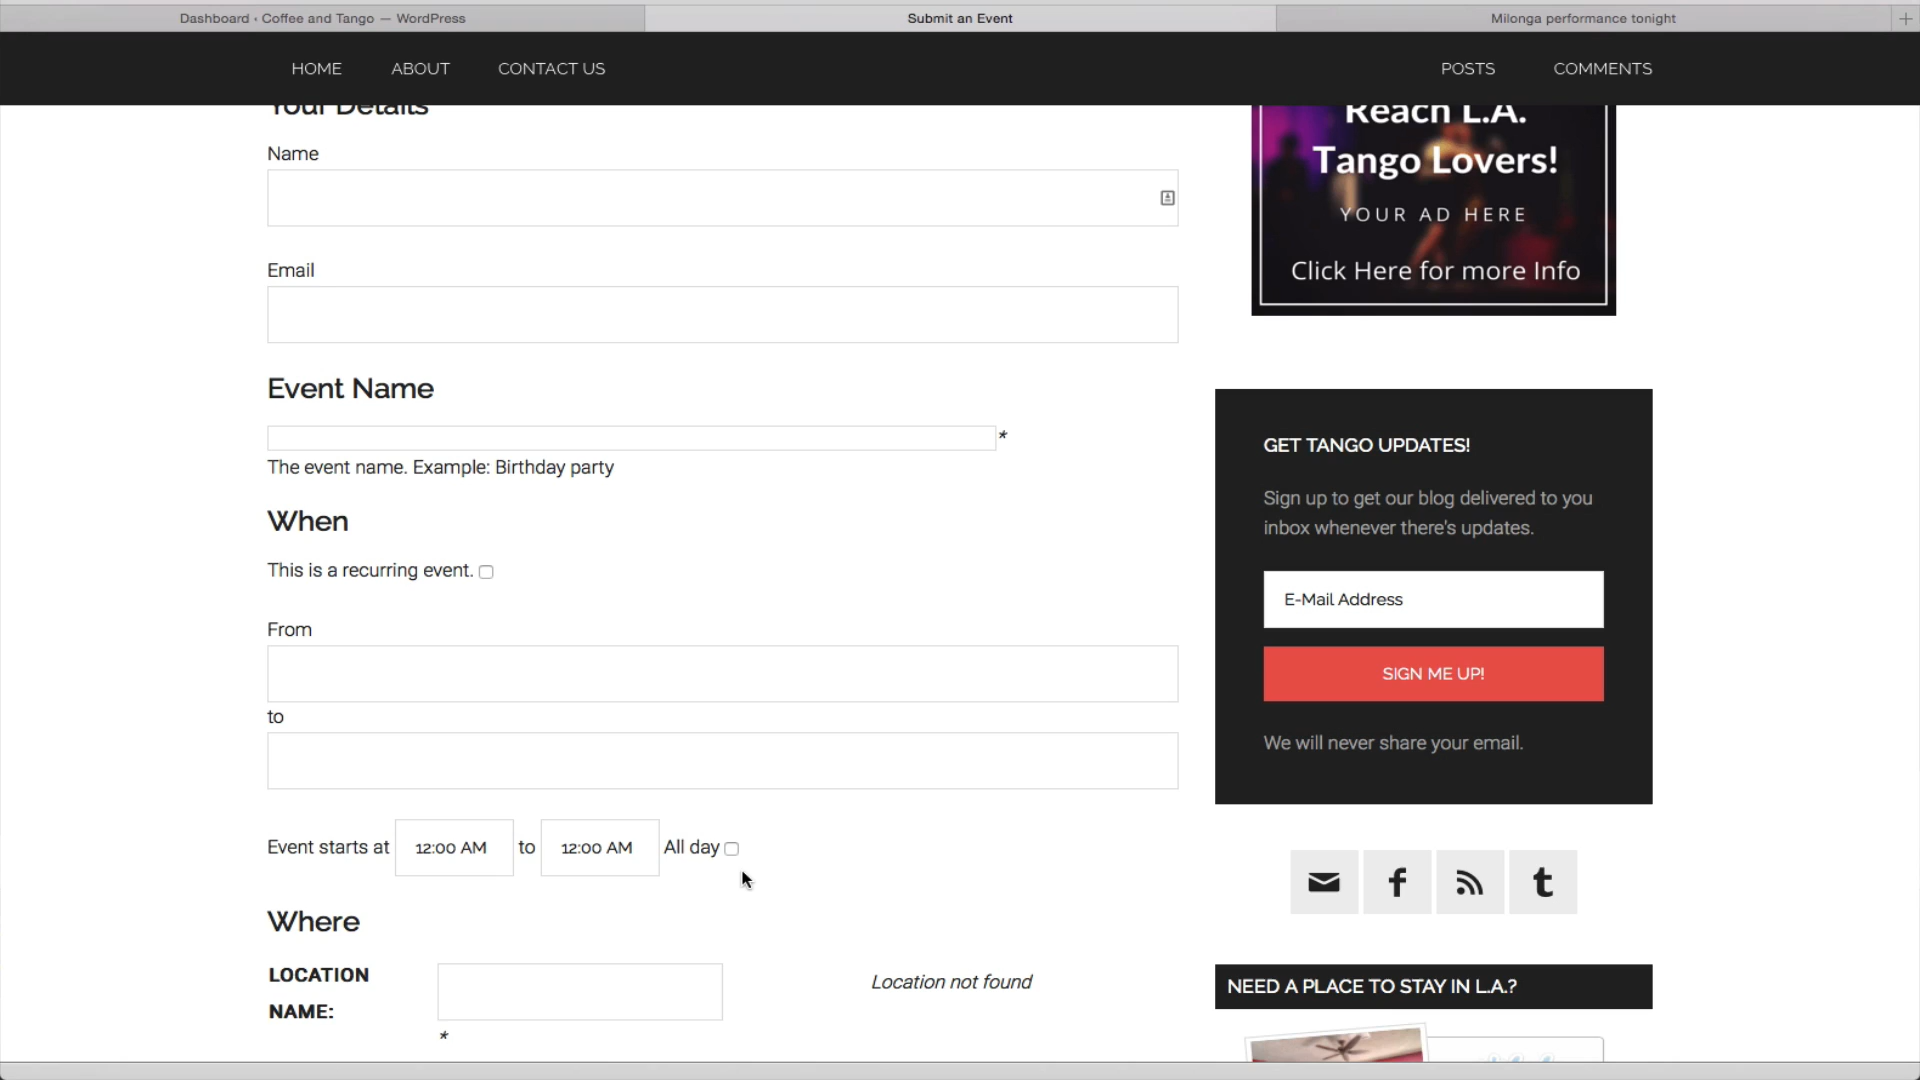 Dashboard ‹ Coffee and Tango — WordPress
Submit an Event
Milonga performance tonight
HOME
ABOUT
CONTACT US
POSTS
COMMENTS
Your Details
Name
Email
Event Name
*
The event name. Example: Birthday party
When
This is a recurring event.
From
to
Event starts at 12:00 AM to 12:00 AM All day
Where
LOCATION
NAME:
*
Location not found
Reach L.A.
Tango Lovers!
YOUR AD HERE
Click Here for more Info
GET TANGO UPDATES!
Sign up to get our blog delivered to you
inbox whenever there's updates.
E-Mail Address
SIGN ME UP!
We will never share your email.
NEED A PLACE TO STAY IN L.A.?